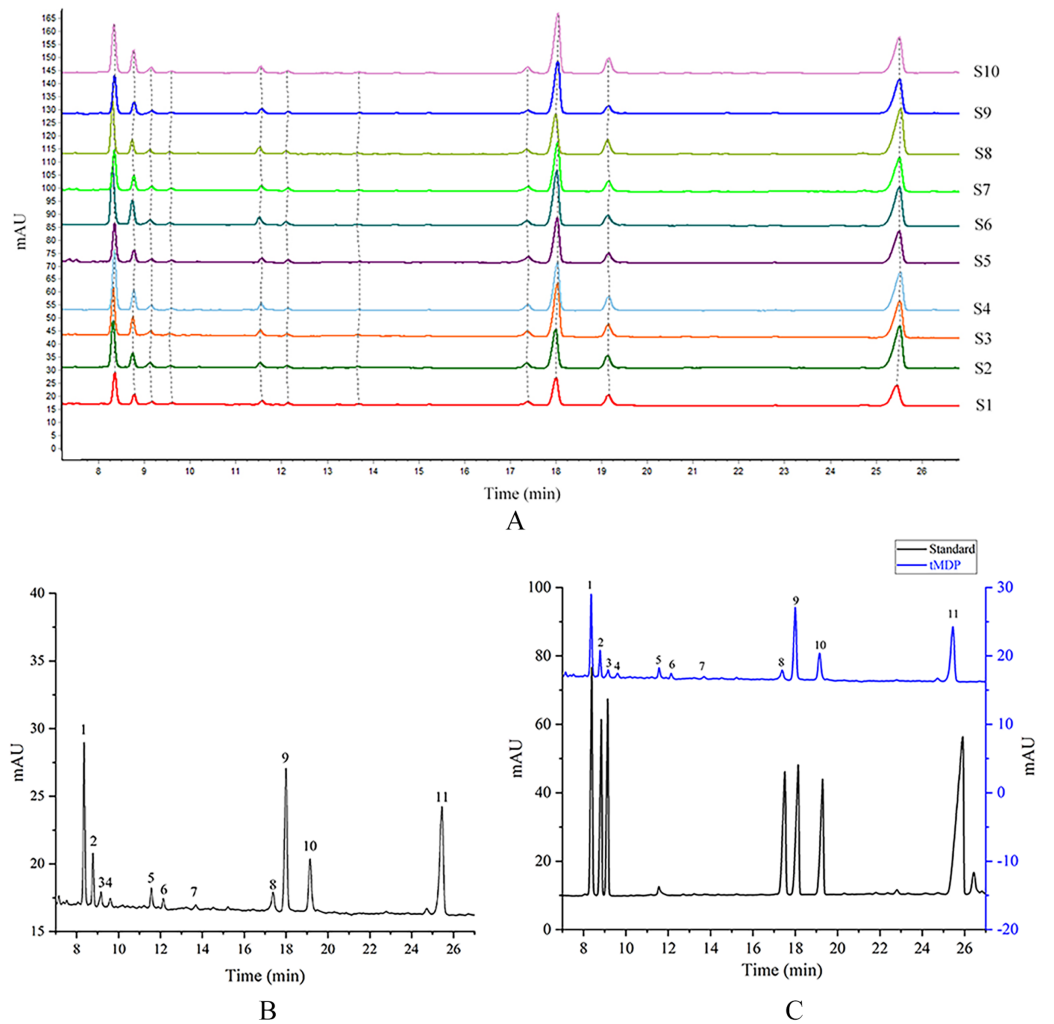 165
160
155
150
145
140
135
130
125
120
115
110
105
100
95
90
85
80
75
70
65
60
55
50
45
40
35
30
25
20
15
10
5
0
mAU
S10
S9
S8
S7
S6
S5
S4
S3
S2
S1
8 9 10 11 12 13 14 15 16 17 18 19 20 21 22 23 24 25 26
Time (min)
A
40
35
30
25
20
15
mAU
1 2 3 4 5 6 7 8 9 10 11
8 10 12 14 16 18 20 22 24 26
Time (min)
B
Standard
tMDP
100
80
60
40
20
0
mAU
1 2 3 4 5 6 7 8 9 10 11
30
20
10
0
-10
-20
mAU
8 10 12 14 16 18 20 22 24 26
Time (min)
C